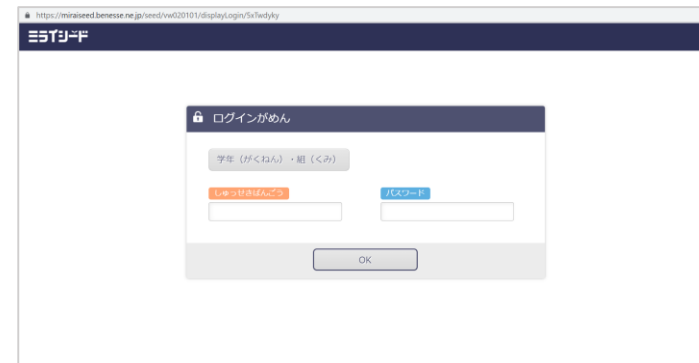 https://miraiseed.benesse.ne.jp/seed/vw020101/displayLogin/5xTwdyky
ミライシード
ログインがめん
学年（がくねん）・組（くみ）
しゅっせきばんごう パスワード
OK